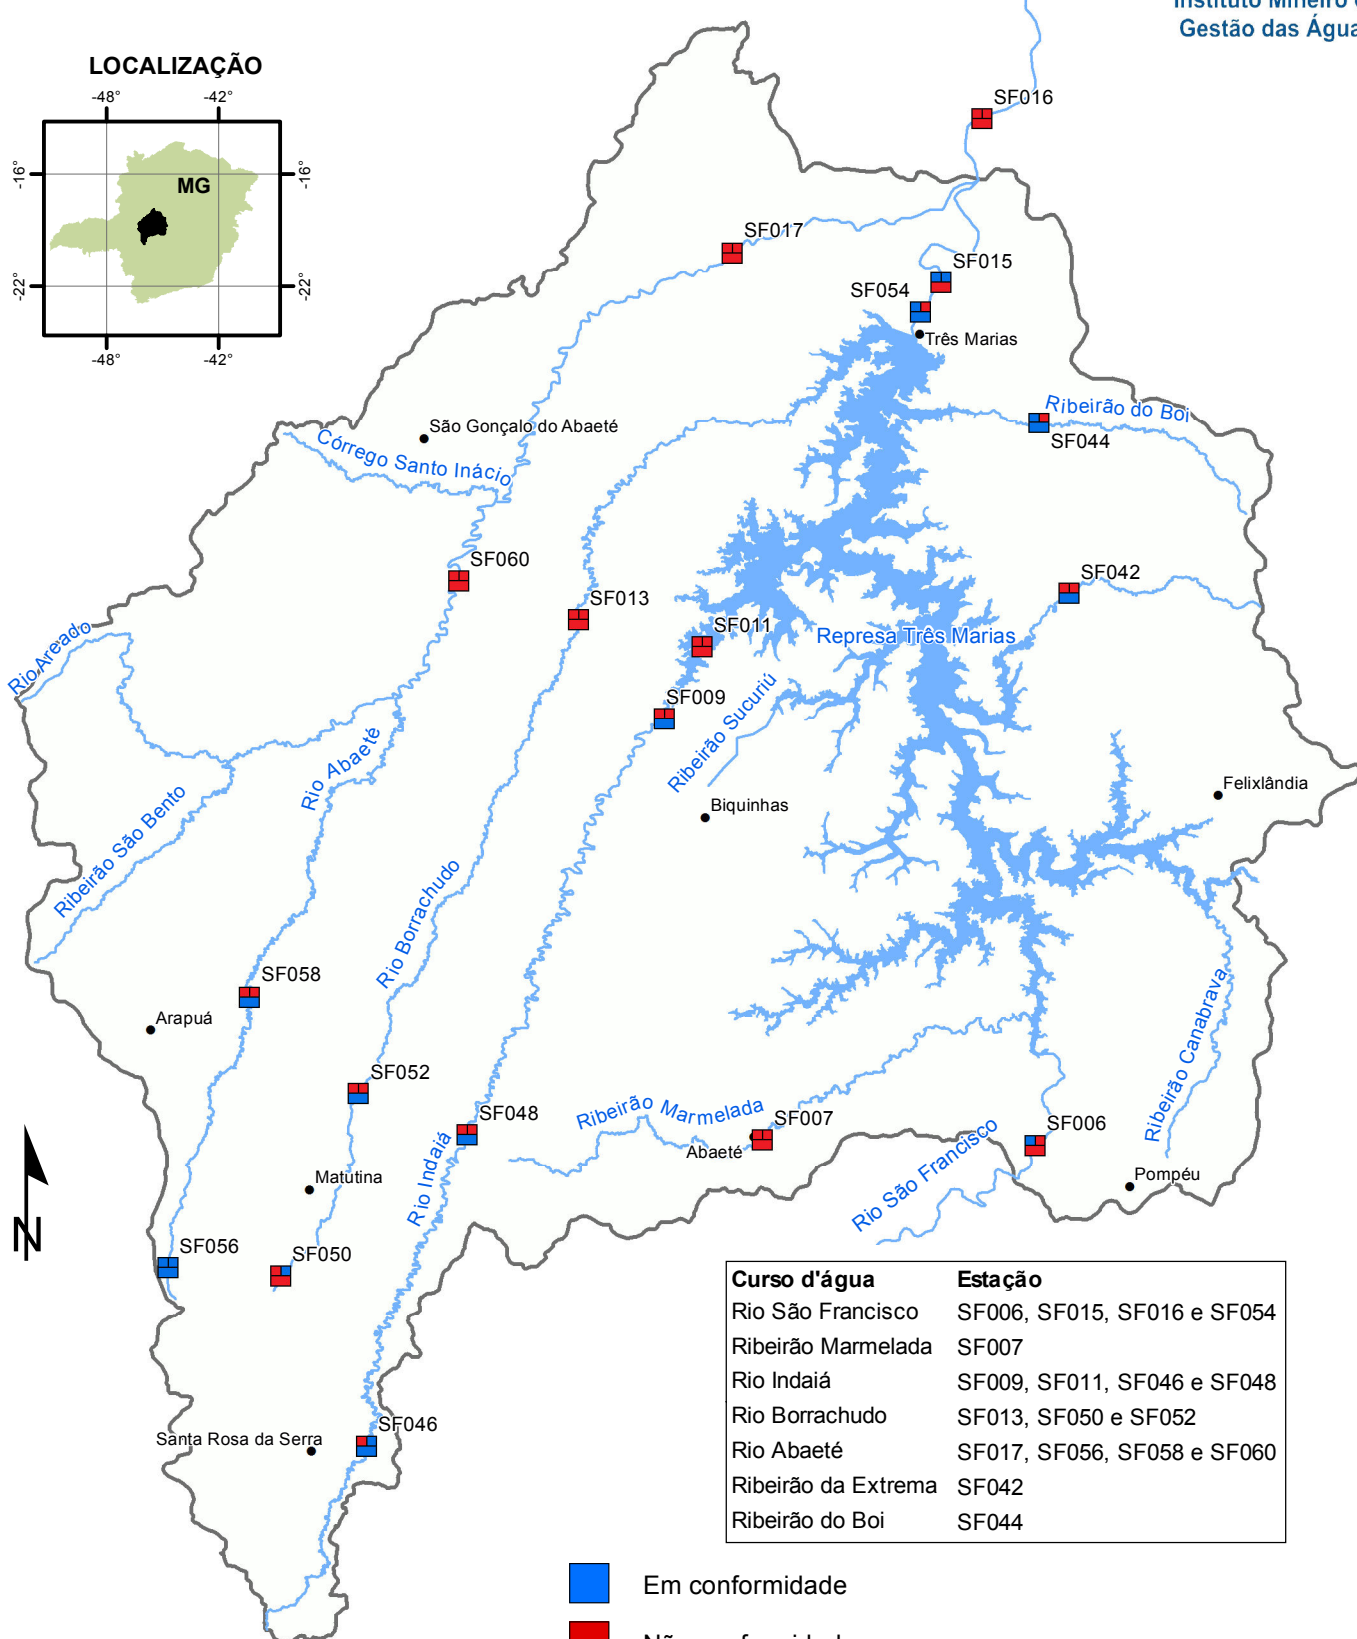 Instituto Mineiro
Gestão das Água
LOCALIZAÇÃO
-48°
-42°
-16°
-16°
MG
-22°
-22°
-48°
-42°
SF016
SF017
SF015
SF054
Três Marias
Ribeirão do Boi
SF044
São Gonçalo do Abaeté
Córrego Santo Inácio
SF060
SF042
SF013
SF011
Represa Três Marias
Rio Areado
SF009
Ribeirão Sucuriú
Rio Abaeté
Felixlândia
Biquinhas
Ribeirão São Bento
Rio Borrachudo
SF058
Arapuá
Ribeirão Canabrava
SF052
SF048
Ribeirão Marmelada
SF007
Abaeté
SF006
Rio São Francisco
Pompéu
Rio Indaiá
Matutina
N
SF056
SF050
SF046
Santa Rosa da Serra
Curso d'água Estação
Rio São Francisco SF006, SF015, SF016 e SF054
Ribeirão Marmelada SF007
Rio Indaiá SF009, SF011, SF046 e SF048
Rio Borrachudo SF013, SF050 e SF052
Rio Abaeté SF017, SF056, SF058 e SF060
Ribeirão da Extrema SF042
Ribeirão do Boi SF044
Em conformidade